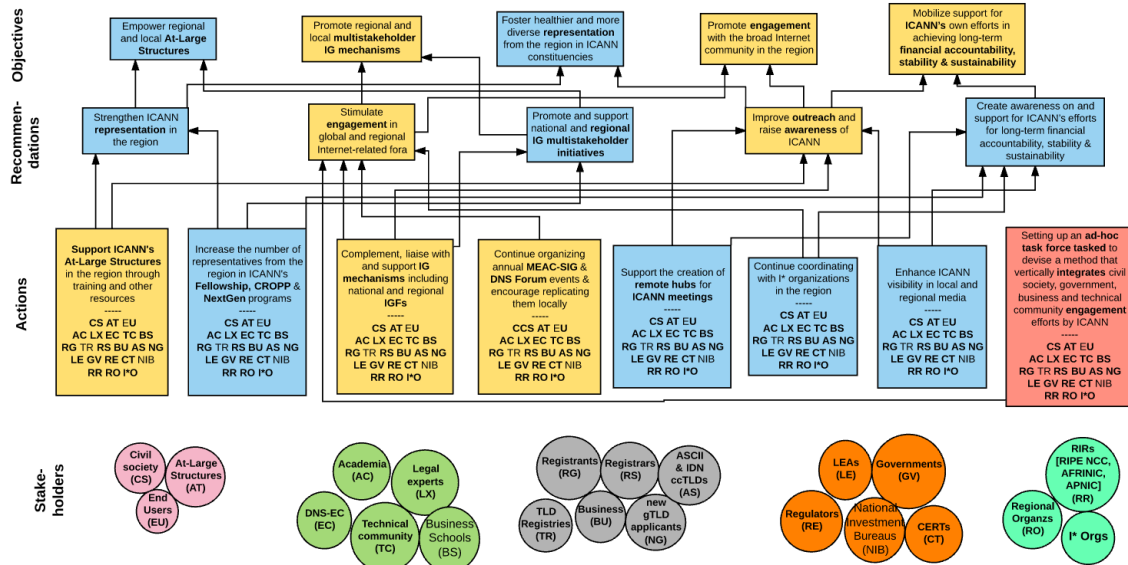 Objectives
Empower regional
and local At-Large
Structures
Promote regional and
local multistakeholder
IG mechanisms
Foster healthier and more
diverse representation
from the region in ICANN
constituencies
Promote engagement
with the broad Internet
community in the region
Mobilize support for
ICANN's own efforts in
achieving long-term
financial accountability,
stability & sustainability
Recommen-
dations
Strengthen ICANN
representation in
the region
Stimulate
engagement in
global and regional
Internet-related fora
Promote and support
national and regional
IG multistakeholder
initiatives
Improve outreach and
raise awareness of
ICANN
Create awareness on and
support for ICANN's efforts
for long-term financial
accountability, stability &
sustainability
Actions
Support ICANN's
At-Large Structures
in the region through
training and other
resources
-----
CS AT EU
AC LX EC TC BS
RG TR RS BU AS NG
LE GV RE CT NIB
RR RO I*O
Increase the number of
representatives from the
region in ICANN's
Fellowship, CROPP &
NextGen programs
-----
CS AT EU
AC LX EC TC BS
RG TR RS BU AS NG
LE GV RE CT NIB
RR RO I*O
Complement, liaise with
and support IG
mechanisms including
national and regional
IGFs
-----
CS AT EU
AC LX EC TC BS
RG TR RS BU AS NG
LE GV RE CT NIB
RR RO I*O
Continue organizing
annual MEAC-SIG &
DNS Forum events &
encourage replicating
them locally
-----
CCS AT EU
AC LX EC TC BS
RG TR RS BU AS NG
LE GV RE CT NIB
RR RO I*O
Support the creation of
remote hubs for
ICANN meetings
-----
CS AT EU
AC LX EC TC BS
RG TR RS BU AS NG
LE GV RE CT NIB
RR RO I*O
Continue coordinating
with I* organizations
in the region
-----
CS AT EU
AC LX EC TC BS
RG TR RS BU AS NG
LE GV RE CT NIB
RR RO I*O
Enhance ICANN
visibility in local and
regional media
-----
CS AT EU
AC LX EC TC BS
RG TR RS BU AS NG
LE GV RE CT NIB
RR RO I*O
Setting up an ad-hoc
task force tasked to
devise a method that
vertically integrates civil
society, government,
business and technical
community engagement
efforts by ICANN
-----
CS AT EU
AC LX EC TC BS
RG TR RS BU AS NG
LE GV RE CT NIB
RR RO I*O
Stake-
holders
Civil
society
(CS)
At-Large
Structures
(AT)
End
Users
(EU)
Academia
(AC)
Legal
experts
(LX)
DNS-EC
(EC)
Technical
community
(TC)
Business
Schools
(BS)
Registrants
(RG)
Registrars
(RS)
ASCII
& IDN
ccTLDs
(AS)
TLD
Registries
(TR)
Business
(BU)
new
gTLD
applicants
(NG)
LEAs
(LE)
Governments
(GV)
Regulators
(RE)
National
Investment
Bureaus
(NIB)
CERTs
(CT)
RIRs
[RIPE NCC,
AFRINIC,
APNIC]
(RR)
Regional
Organzs
(RO)
I* Orgs